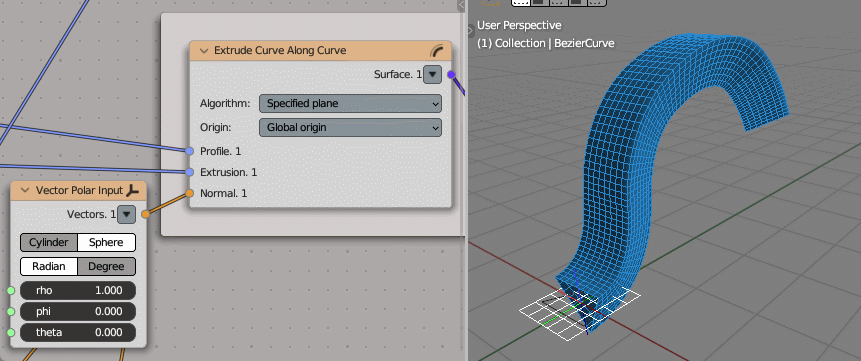 Extrude Curve Along Curve
Surface. 1
Algorithm: Specified plane
Origin: Global origin
Profile. 1
Extrusion. 1
Normal. 1
Vector Polar Input
Vectors. 1
Cylinder Sphere
Radian Degree
rho 1.000
phi 0.000
theta 0.000
User Perspective
(1) Collection | BezierCurve